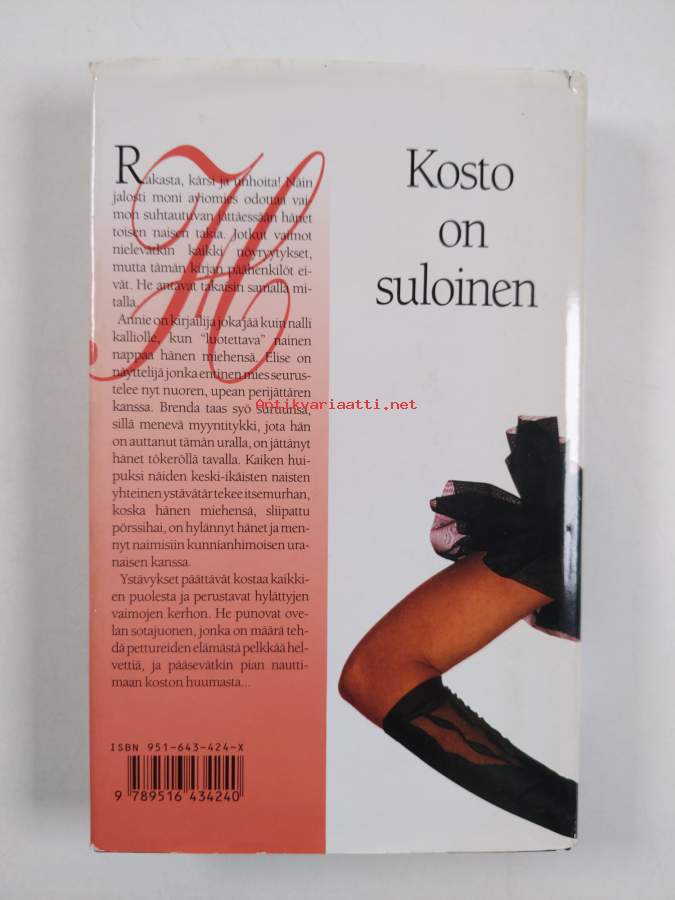 Rakasta, kärsi ja unhoita! Näin
jalosti moni aviomies odottaa vai-
mon suhtautuvan jättäessään hänet
toisen naisen takia. Jotkut vaimot
nielevätkin kaikki nöyryytykset,
mutta tämän kirjan päähenkilöt ei-
vät. He antavat takaisin samalla mi-
talla.
Annie on kirjailija joka jää kuin nalli
kalliolle, kun "luotettava" nainen
nappaa hänen miehensä. Elise on
näyttelijä jonka entinen mies seurus-
telee nyt nuoren, upean perijättären
kanssa. Brenda taas syö suruunsa,
sillä menevä myyntitykki, jota hän
on auttanut tämän uralla, on jättänyt
hänet tökeröllä tavalla. Kaiken hui-
puksi näiden keski-ikäisten naisten
yhteinen ystävätär tekee itsemurhan,
koska hänen miehensä, sliipattu
pörssihai, on hylännyt hänet ja men-
nyt naimisiin kunnianhimoisen ura-
naisen kanssa.
Ystävykset päättävät kostaa kaikki-
en puolesta ja perustavat hylättyjen
vaimojen kerhon. He punovat ove-
lan sotajuonen, jonka on määrä teh-
dä pettureiden elämästä pelkkää hel-
vettiä, ja pääsevätkin pian nautti-
maan koston huumasta...
ISBN 951-643-424-X
9 789516 434240
Kosto
on
suloinen
Antikvariaatti.net
H